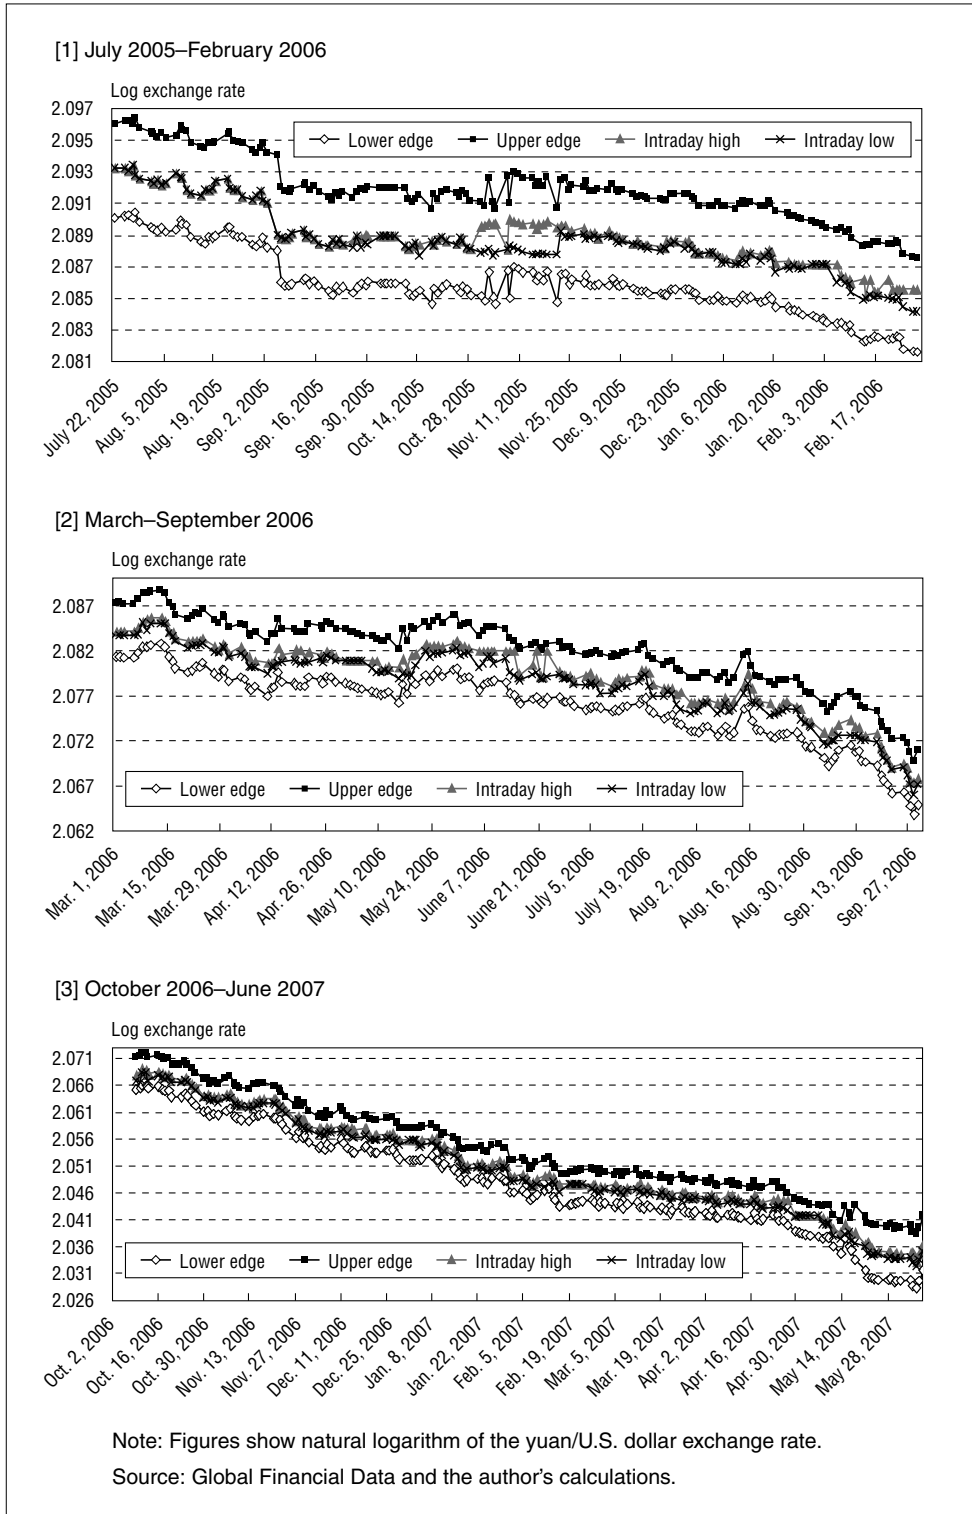 [1] July 2005–February 2006
Log exchange rate
2.097
2.095
2.093
2.091
2.089
2.087
2.085
2.083
2.081
Lower edge Upper edge Intraday high Intraday low
July 22, 2005
Aug. 5, 2005
Aug. 19, 2005
Sep. 2, 2005
Sep. 16, 2005
Sep. 30, 2005
Oct. 14, 2005
Oct. 28, 2005
Nov. 11, 2005
Nov. 25, 2005
Dec. 9, 2005
Dec. 23, 2005
Jan. 6, 2006
Jan. 20, 2006
Feb. 3, 2006
Feb. 17, 2006
[2] March–September 2006
Log exchange rate
2.087
2.082
2.077
2.072
2.067
2.062
Lower edge Upper edge Intraday high Intraday low
Mar. 1, 2006
Mar. 15, 2006
Mar. 29, 2006
Apr. 12, 2006
Apr. 26, 2006
May 10, 2006
May 24, 2006
June 7, 2006
June 21, 2006
July 5, 2006
July 19, 2006
Aug. 2, 2006
Aug. 16, 2006
Aug. 30, 2006
Sep. 13, 2006
Sep. 27, 2006
[3] October 2006–June 2007
Log exchange rate
2.071
2.066
2.061
2.056
2.051
2.046
2.041
2.036
2.031
2.026
Lower edge Upper edge Intraday high Intraday low
Oct. 2, 2006
Oct. 16, 2006
Oct. 30, 2006
Nov. 13, 2006
Nov. 27, 2006
Dec. 11, 2006
Dec. 25, 2006
Jan. 8, 2007
Jan. 22, 2007
Feb. 5, 2007
Feb. 19, 2007
Mar. 5, 2007
Mar. 19, 2007
Apr. 2, 2007
Apr. 16, 2007
Apr. 30, 2007
May 14, 2007
May 28, 2007
Note: Figures show natural logarithm of the yuan/U.S. dollar exchange rate.
Source: Global Financial Data and the author's calculations.